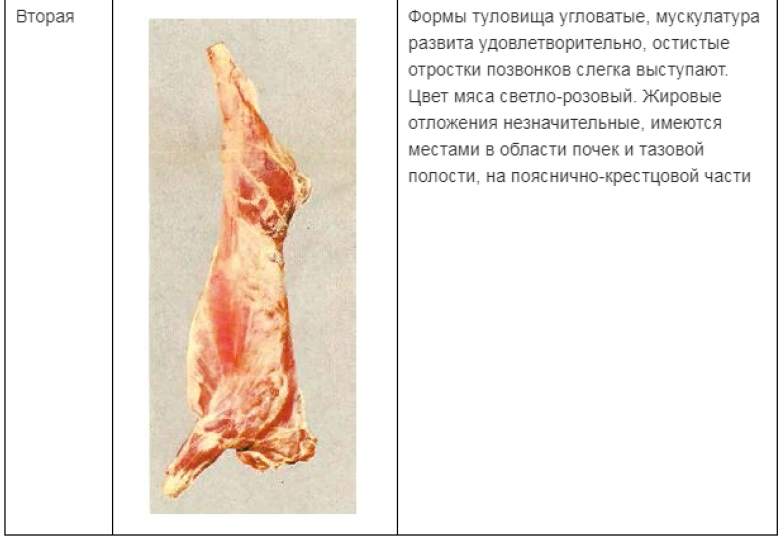 Вторая
Формы туловища угловатые, мускулатура
развита удовлетворительно, остистые
отростки позвонков слегка выступают.
Цвет мяса светло-розовый. Жировые
отложения незначительные, имеются
местами в области почек и тазовой
полости, на пояснично-крестцовой части